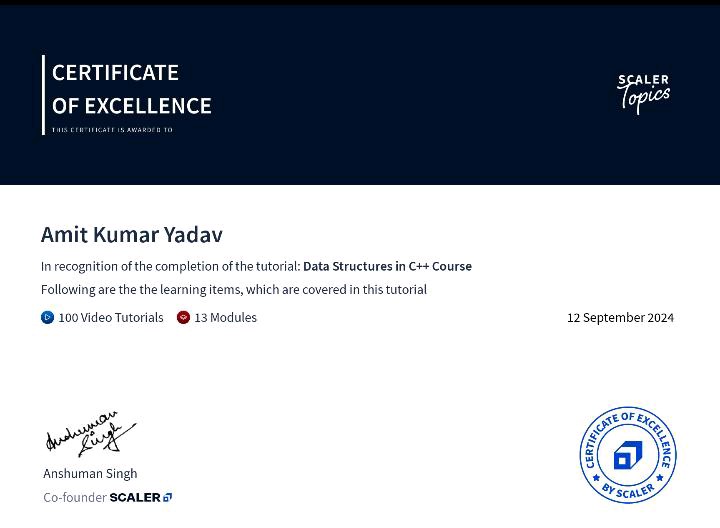 CERTIFICATE
OF EXCELLENCE
THIS CERTIFICATE IS AWARDED TO
SCALER
Topics
Amit Kumar Yadav
In recognition of the completion of the tutorial: Data Structures in C++ Course
Following are the the learning items, which are covered in this tutorial
100 Video Tutorials 13 Modules
12 September 2024
Anshuman Singh
Anshuman Singh
Co-founder SCALER
CERTIFICATE OF EXCELLENCE
BY SCALER